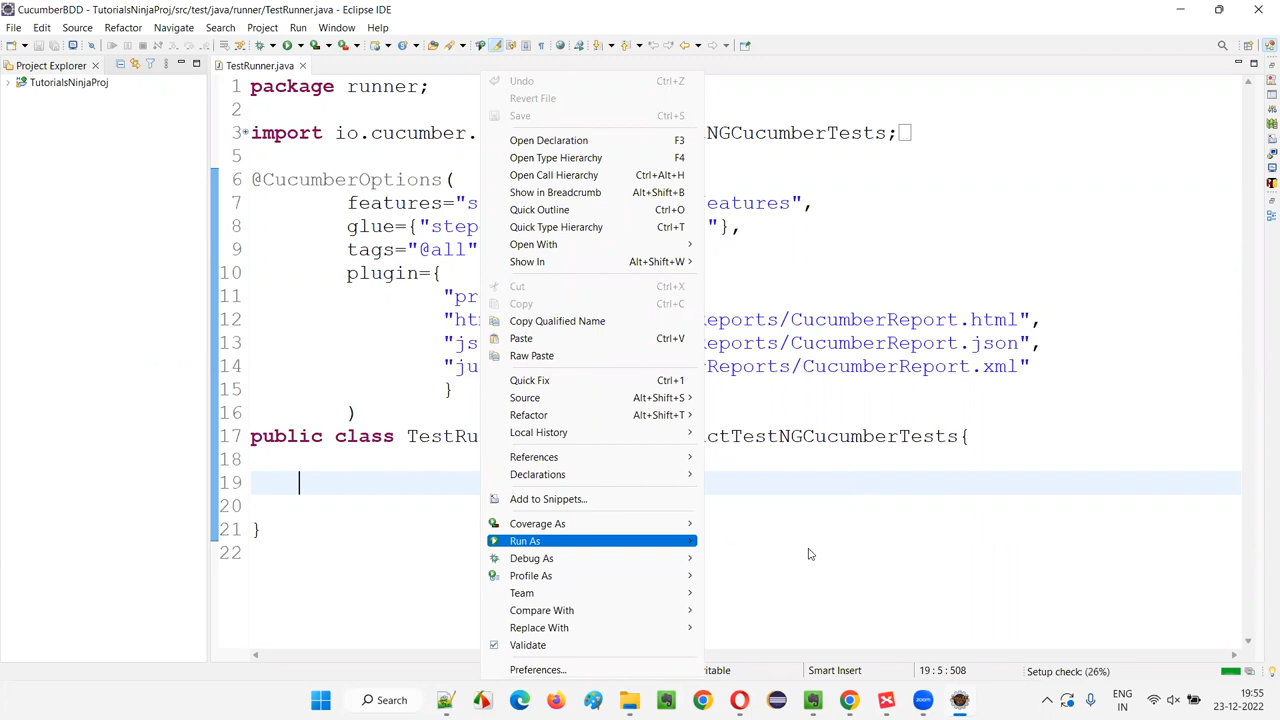 CucumberBDD - TutorialsNinjaProj/src/test/java/runner/TestRunner.java - Eclipse IDE
File Edit Source Refactor Navigate Search Project Run Window Help
Project Explorer
TutorialsNinjaProj
TestRunner.java
1 package runner;
2
3 import io.cucumber. NGCucumberTests;
5
6 @CucumberOptions(
7 features="s eatures",
8 glue={"step "},
9 tags="@all"
10 plugin={
11 "pr
12 "ht eports/CucumberReport.html",
13 "js eports/CucumberReport.json",
14 "ju rReports/CucumberReport.xml"
15 }
16 )
17 public class TestRu ctTestNGCucumberTests{
18
19
20
21 }
22
Undo Ctrl+Z
Revert File
Save Ctrl+S
Open Declaration F3
Open Type Hierarchy F4
Open Call Hierarchy Ctrl+Alt+H
Show in Breadcrumb Alt+Shift+B
Quick Outline Ctrl+O
Quick Type Hierarchy Ctrl+T
Open With
Show In Alt+Shift+W
Cut Ctrl+X
Copy Ctrl+C
Copy Qualified Name
Paste Ctrl+V
Raw Paste
Quick Fix Ctrl+1
Source Alt+Shift+S
Refactor Alt+Shift+T
Local History
References
Declarations
Add to Snippets...
Coverage As
Run As
Debug As
Profile As
Team
Compare With
Replace With
Validate
Preferences...
ritable Smart Insert 19 : 5 : 508 Setup check: (26%)
Search
ENG
IN
19:55
23-12-2022